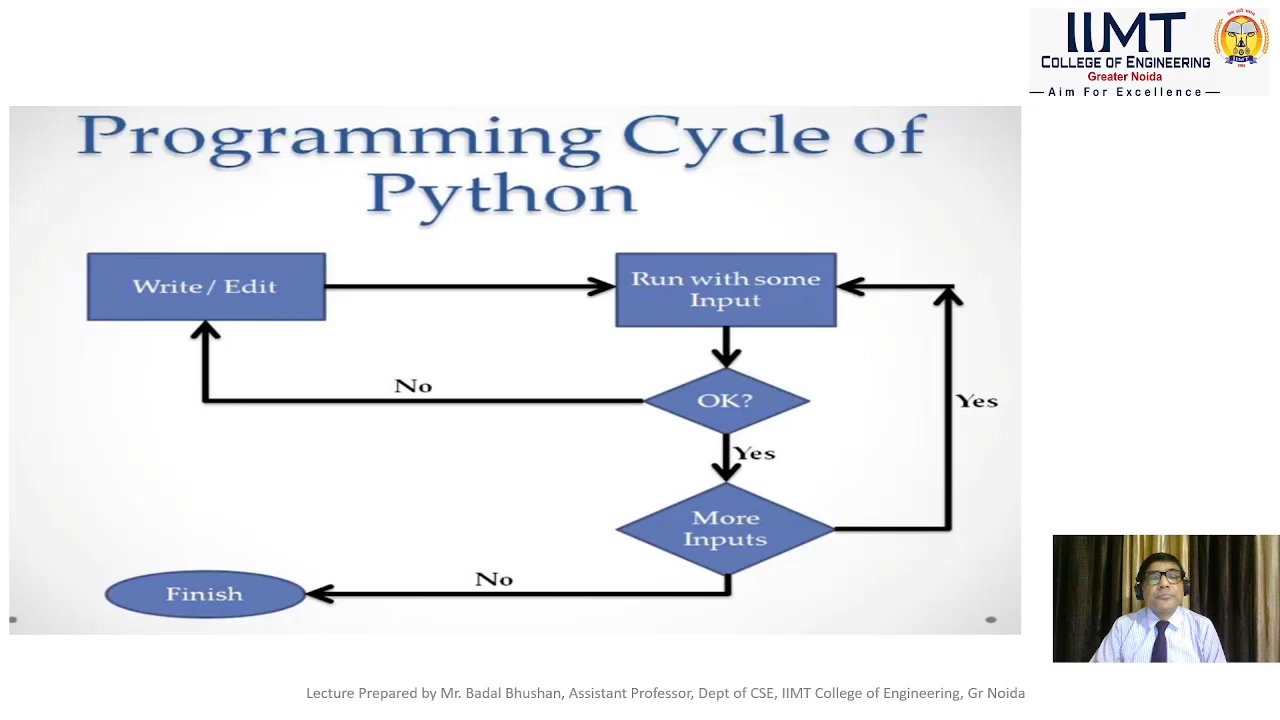 IIMT
COLLEGE OF ENGINEERING
Greater Noida
Aim For Excellence
Programming Cycle of
Python
Write / Edit
Run with some
Input
No
OK?
Yes
Yes
More
Inputs
No
Finish
Lecture Prepared by Mr. Badal Bhushan, Assistant Professor, Dept of CSE, IIMT College of Engineering, Gr Noida